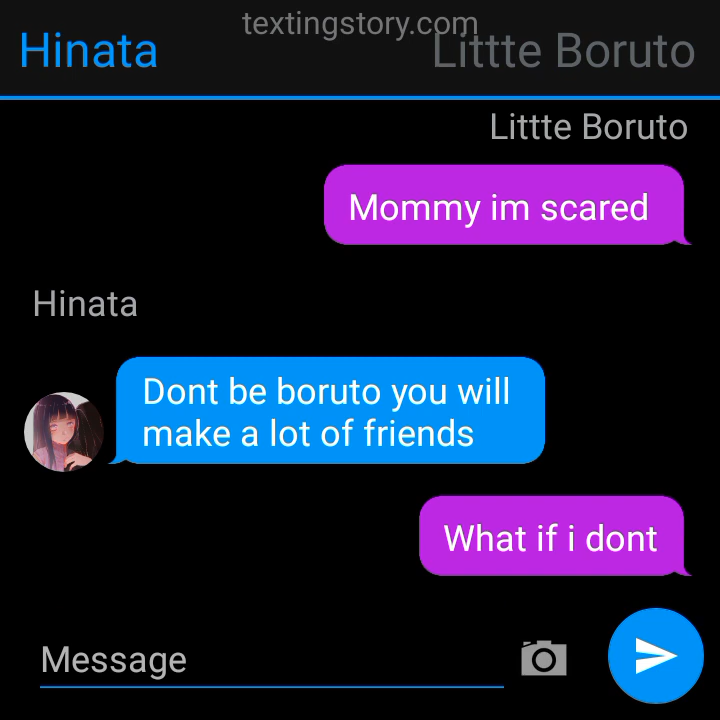 textingstory.com
Hinata
Littte Boruto
Littte Boruto
Mommy im scared
Hinata
Dont be boruto you will
make a lot of friends
What if i dont
Message